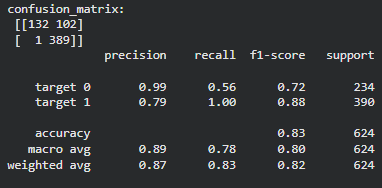 confusion_matrix:
[[132 102]
[  1 389]]
precision    recall  f1-score   support
target 0       0.99      0.56      0.72       234
target 1       0.79      1.00      0.88       390
accuracy                           0.83       624
macro avg       0.89      0.78      0.80       624
weighted avg       0.87      0.83      0.82       624